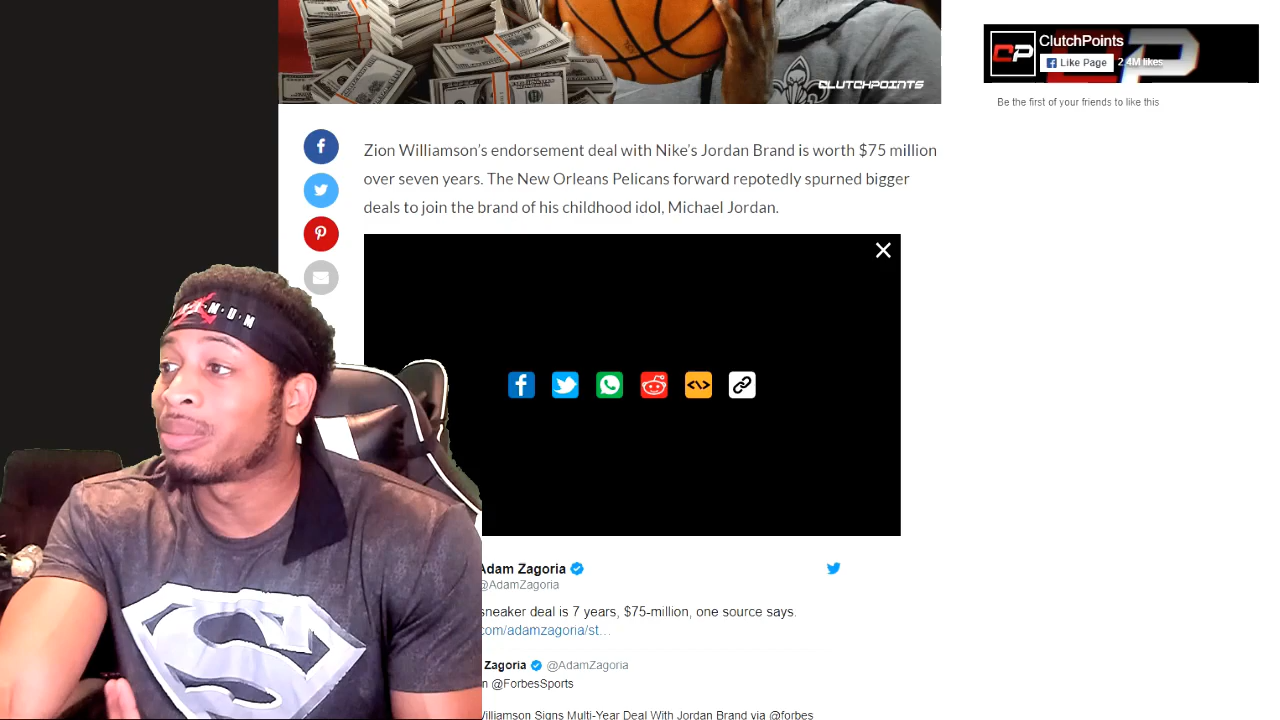 CLUTCHPOINTS
CP
ClutchPoints
Like Page
2.4M likes
Be the first of your friends to like this
Zion Williamson's endorsement deal with Nike's Jordan Brand is worth $75 million
over seven years. The New Orleans Pelicans forward repotedly spurned bigger
deals to join the brand of his childhood idol, Michael Jordan.
Adam Zagoria
@AdamZagoria
sneaker deal is 7 years, $75-million, one source says.
com/adamzagoria/st…
Zagoria @AdamZagoria
n @ForbesSports
Williamson Signs Multi-Year Deal With Jordan Brand via @forbes